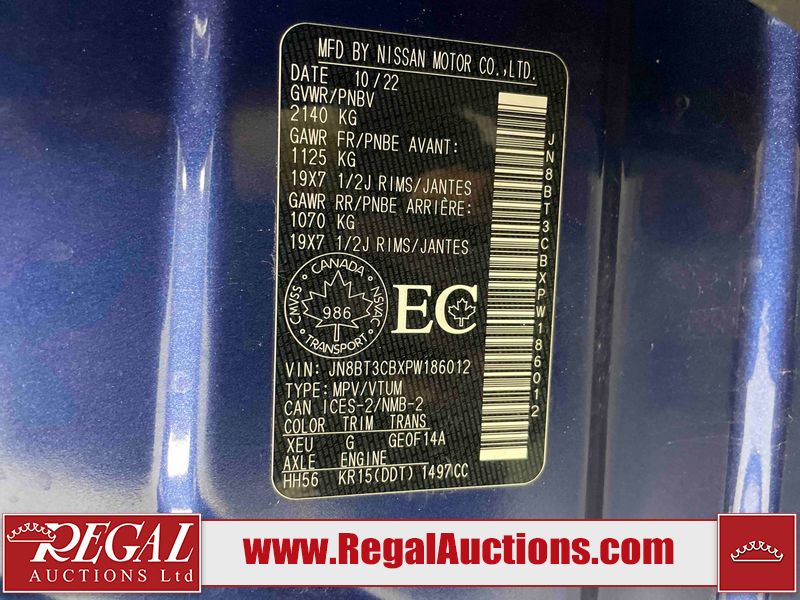 MFD BY NISSAN MOTOR CO.,LTD.
DATE 10/22
GVWR/PNBV
2140 KG
GAWR FR/PNBE AVANT:
1125 KG
19X7 1/2J RIMS/JANTES
GAWR RR/PNBE ARRIÈRE:
1070 KG
19X7 1/2J RIMS/JANTES
CANADA
CMVSS
NSVAC
986
TRANSPORT
EC
VIN: JN8BT3CBXPW186012
TYPE: MPV/VTUM
CAN ICES-2/NMB-2
COLOR TRIM TRANS
XEU G GE0F14A
AXLE ENGINE
HH56 KR15(DDT) 1497CC
JN8BT3CBXPW186012
REGAL
AUCTIONS Ltd
www.RegalAuctions.com